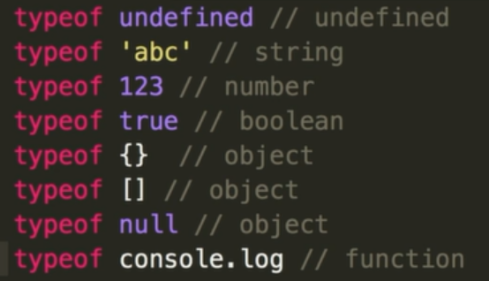 typeof undefined // undefined
typeof 'abc' // string
typeof 123 // number
typeof true // boolean
typeof {}  // object
typeof [] // object
typeof null // object
typeof console.log // function